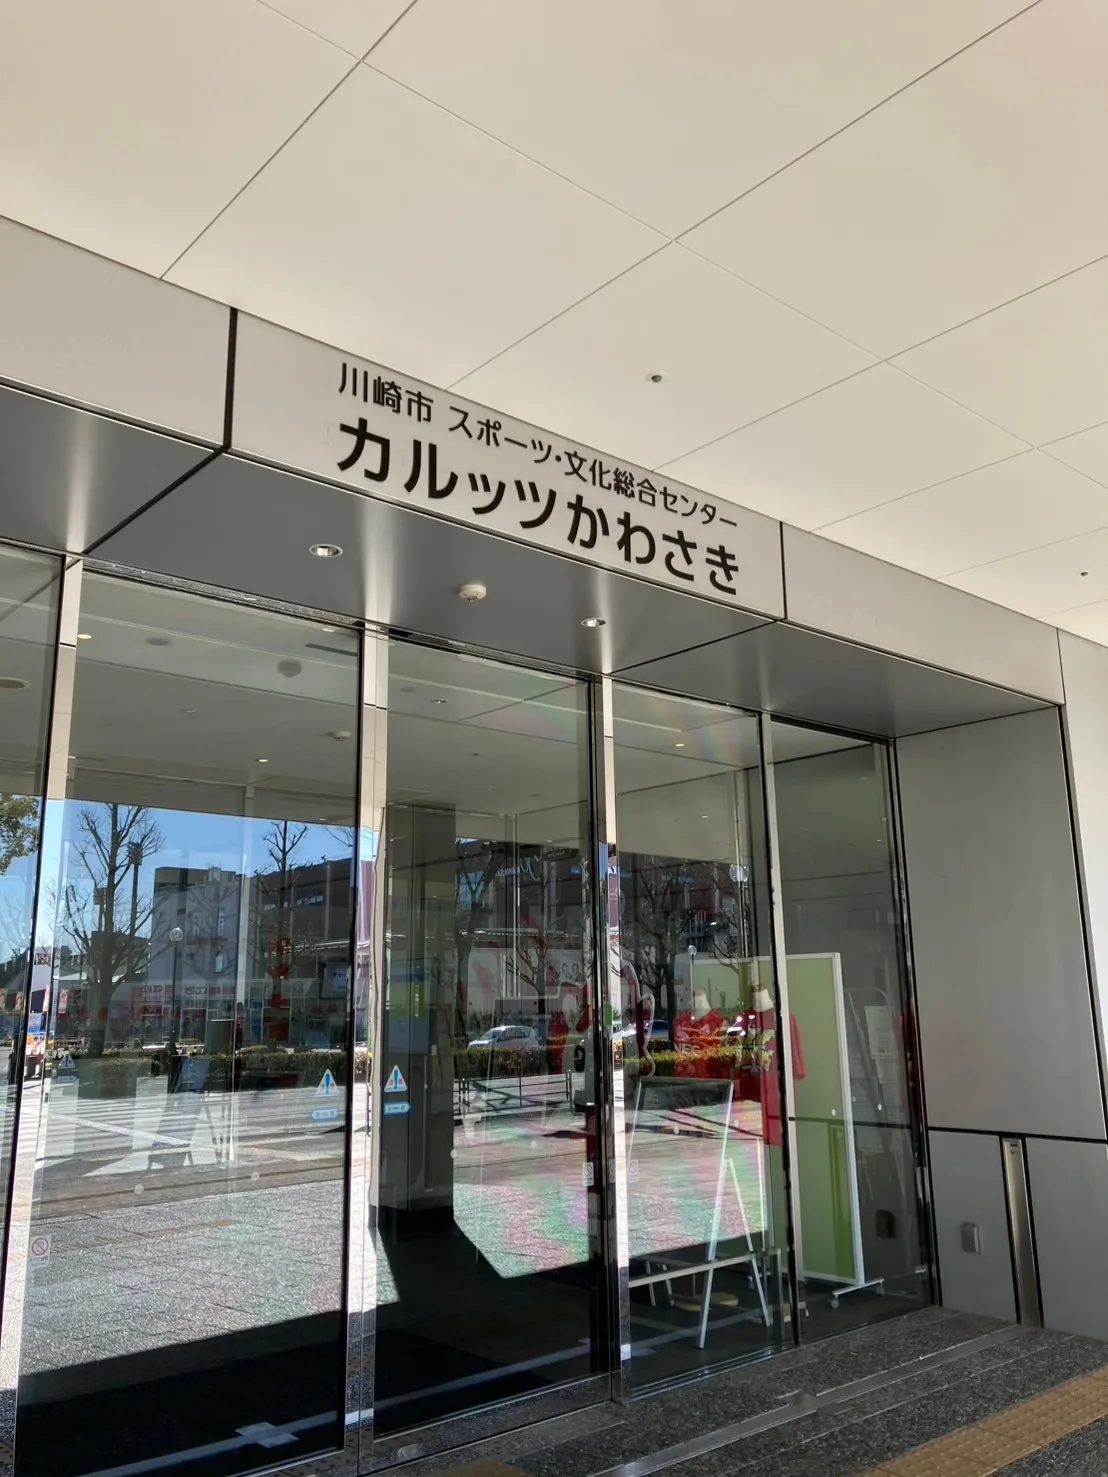 川崎市 スポーツ・文化総合センター
カルッツかわさき